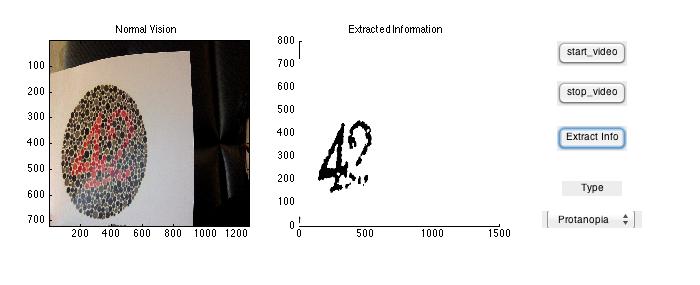 Normal Vision
100
200
300
400
500
600
700
200 400 600 800 1000 1200
42
Extracted Information
800
700
600
500
400
300
200
100
0
0 500 1000 1500
42
start_video
stop_video
Extract Info
Type
Protanopia